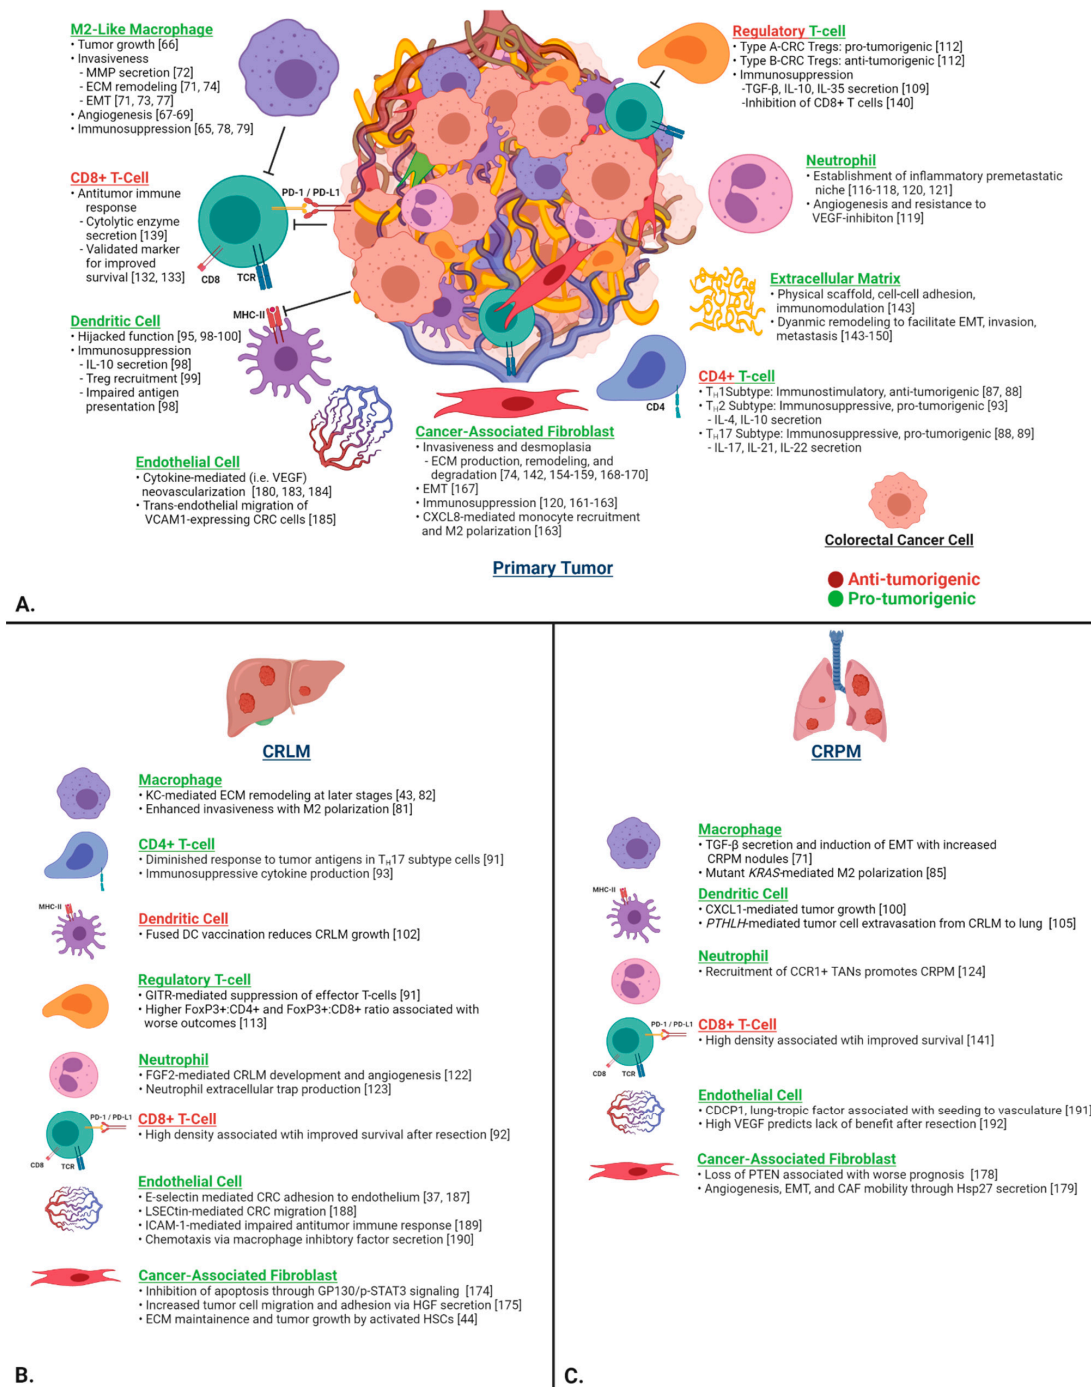 M2-Like Macrophage
• Tumor growth [66]
• Invasiveness
- MMP secretion [72]
- ECM remodeling [71, 74]
- EMT [71, 73, 77]
• Angiogenesis [67-69]
• Immunosuppression [65, 78, 79]
CD8+ T-Cell
• Antitumor immune
response
- Cytolytic enzyme
secretion [139]
- Validated marker
for improved
survival [132, 133]
PD-1 / PD-L1
CD8
TCR
Dendritic Cell
• Hijacked function [95, 98-100]
• Immunosuppression
- IL-10 secretion [98]
- Treg recruitment [99]
- Impaired antigen
presentation [98]
MHC-II
Endothelial Cell
• Cytokine-mediated (i.e. VEGF)
neovascularization [180, 183, 184]
• Trans-endothelial migration of
VCAM1-expressing CRC cells [185]
Cancer-Associated Fibroblast
• Invasiveness and desmoplasia
- ECM production, remodeling, and
degradation [74, 142, 154-159, 168-170]
• EMT [167]
• Immunosuppression [120, 161-163]
• CXCL8-mediated monocyte recruitment
and M2 polarization [163]
Regulatory T-cell
• Type A-CRC Tregs: pro-tumorigenic [112]
• Type B-CRC Tregs: anti-tumorigenic [112]
• Immunosuppression
-TGF-β, IL-10, IL-35 secretion [109]
-Inhibition of CD8+ T cells [140]
Neutrophil
• Establishment of inflammatory premetastatic
niche [116-118, 120, 121]
• Angiogenesis and resistance to
VEGF-inhibiton [119]
Extracellular Matrix
• Physical scaffold, cell-cell adhesion,
immunomodulation [143]
• Dyanmic remodeling to facilitate EMT, invasion,
metastasis [143-150]
CD4+ T-cell
• TH1Subtype: Immunostimulatory, anti-tumorigenic [87, 88]
• TH2 Subtype: Immunosuppressive, pro-tumorigenic [93]
- IL-4, IL-10 secretion
• TH17 Subtype: Immunosuppressive, pro-tumorigenic [88, 89]
- IL-17, IL-21, IL-22 secretion
CD4
Colorectal Cancer Cell
Primary Tumor
Anti-tumorigenic
Pro-tumorigenic
A.
CRLM
Macrophage
• KC-mediated ECM remodeling at later stages [43, 82]
• Enhanced invasiveness with M2 polarization [81]
CD4+ T-cell
• Diminished response to tumor antigens in TH17 subtype cells [91]
• Immunosuppressive cytokine production [93]
MHC-II
Dendritic Cell
• Fused DC vaccination reduces CRLM growth [102]
Regulatory T-cell
• GITR-mediated suppression of effector T-cells [91]
• Higher FoxP3+:CD4+ and FoxP3+:CD8+ ratio associated with
worse outcomes [113]
Neutrophil
• FGF2-mediated CRLM development and angiogenesis [122]
• Neutrophil extracellular trap production [123]
PD-1 / PD-L1
CD8
TCR
CD8+ T-Cell
• High density associated wtih improved survival after resection [92]
Endothelial Cell
• E-selectin mediated CRC adhesion to endothelium [37, 187]
• LSECtin-mediated CRC migration [188]
• ICAM-1-mediated impaired antitumor immune response [189]
• Chemotaxis via macrophage inhibtory factor secretion [190]
Cancer-Associated Fibroblast
• Inhibition of apoptosis through GP130/p-STAT3 signaling [174]
• Increased tumor cell migration and adhesion via HGF secretion [175]
• ECM maintainence and tumor growth by activated HSCs [44]
B.
CRPM
Macrophage
• TGF-β secretion and induction of EMT with increased
CRPM nodules [71]
• Mutant KRAS-mediated M2 polarization [85]
MHC-II
Dendritic Cell
• CXCL1-mediated tumor growth [100]
• PTHLH-mediated tumor cell extravasation from CRLM to lung [105]
Neutrophil
• Recruitment of CCR1+ TANs promotes CRPM [124]
PD-1 / PD-L1
CD8
TCR
CD8+ T-Cell
• High density associated wtih improved survival [141]
Endothelial Cell
• CDCP1, lung-tropic factor associated with seeding to vasculature [191]
• High VEGF predicts lack of benefit after resection [192]
Cancer-Associated Fibroblast
• Loss of PTEN associated with worse prognosis [178]
• Angiogenesis, EMT, and CAF mobility through Hsp27 secretion [179]
C.